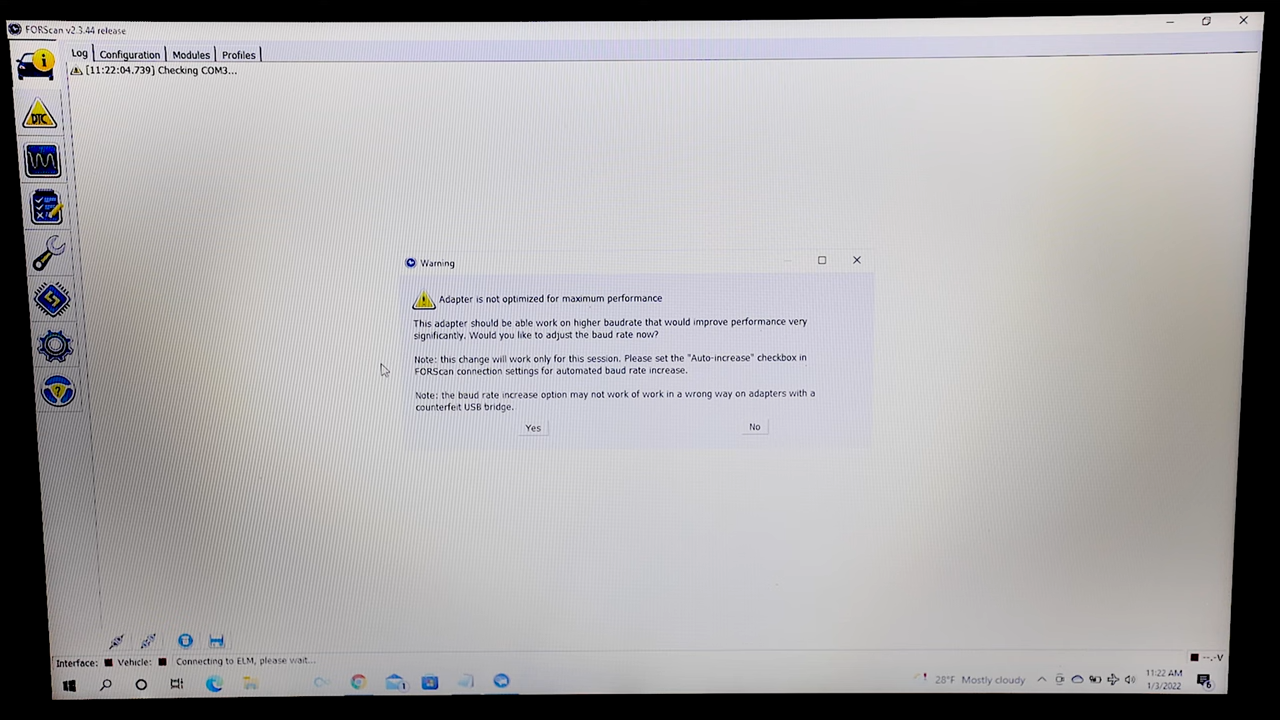 FORScan v2.3.44 release
Log
Configuration
Modules
Profiles
[11:22:04.739] Checking COM3...
DTC
Warning
Adapter is not optimized for maximum performance
This adapter should be able work on higher baudrate that would improve performance very
significantly. Would you like to adjust the baud rate now?
Note: this change will work only for this session. Please set the "Auto-increase" checkbox in
FORScan connection settings for automated baud rate increase.
Note: the baud rate increase option may not work of work in a wrong way on adapters with a
counterfeit USB bridge.
Yes
No
Interface:
Vehicle:
Connecting to ELM, please wait...
--.-V
28°F Mostly cloudy
11:22 AM
1/3/2022
6
1